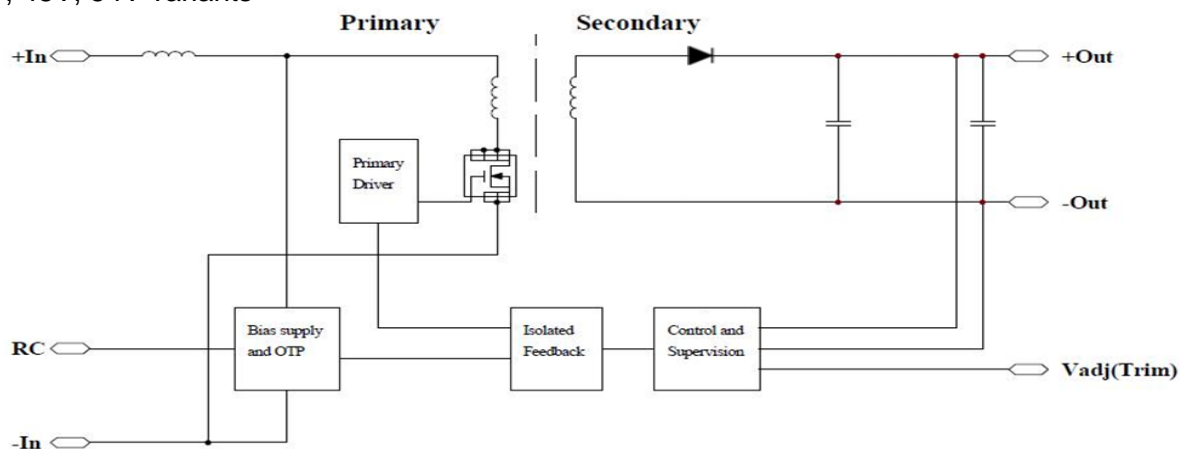 Primary
Secondary
+In
+Out
Primary
Driver
-Out
Bias supply
and OTP
Isolated
Feedback
Control and
Supervision
RC
Vadj(Trim)
-In